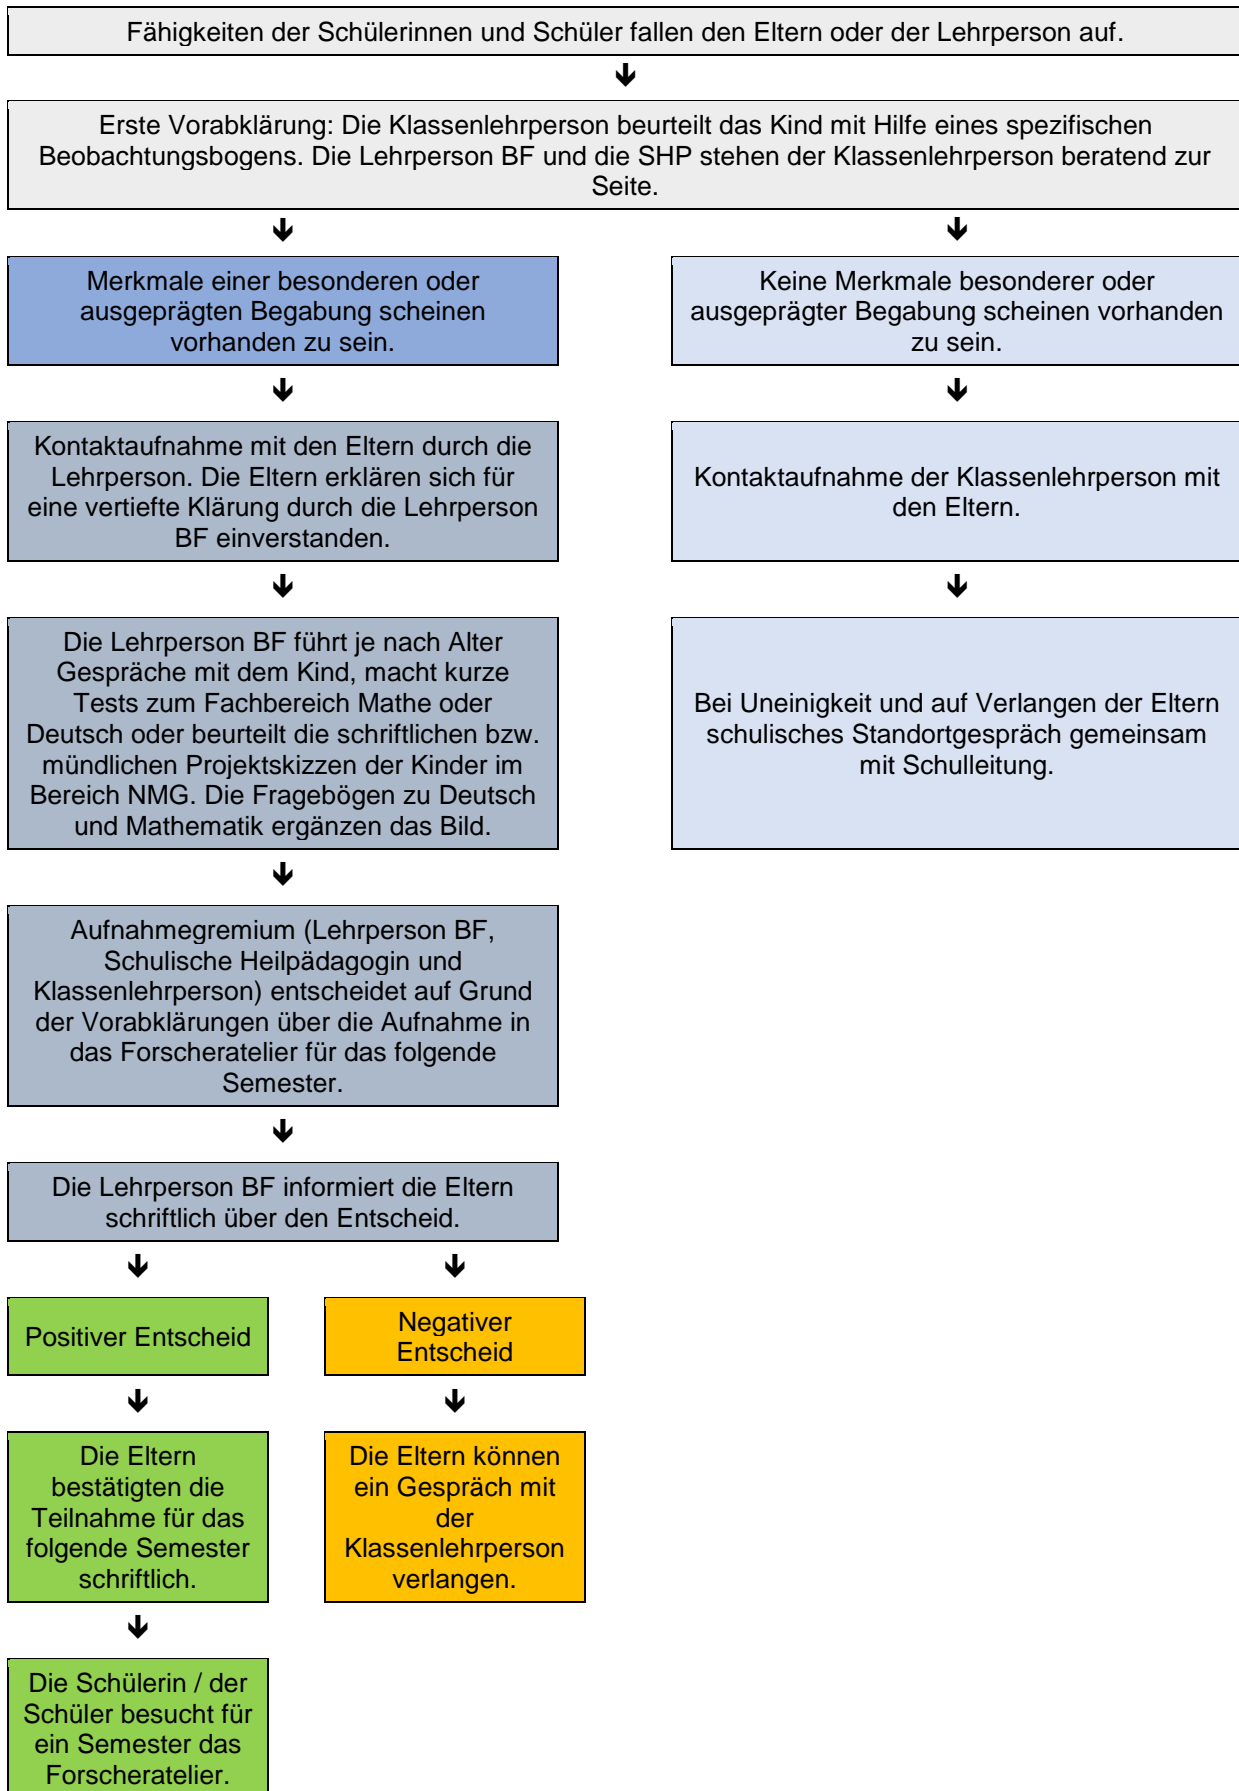 Fähigkeiten der Schülerinnen und Schüler fallen den Eltern oder der Lehrperson auf.
Erste Vorabklärung: Die Klassenlehrperson beurteilt das Kind mit Hilfe eines spezifischen
Beobachtungsbogens. Die Lehrperson BF und die SHP stehen der Klassenlehrperson beratend zur
Seite.
Merkmale einer besonderen oder
ausgeprägten Begabung scheinen
vorhanden zu sein.
Keine Merkmale besonderer oder
ausgeprägter Begabung scheinen vorhanden
zu sein.
Kontaktaufnahme mit den Eltern durch die
Lehrperson. Die Eltern erklären sich für
eine vertiefte Klärung durch die Lehrperson
BF einverstanden.
Kontaktaufnahme der Klassenlehrperson mit
den Eltern.
Die Lehrperson BF führt je nach Alter
Gespräche mit dem Kind, macht kurze
Tests zum Fachbereich Mathe oder
Deutsch oder beurteilt die schriftlichen bzw.
mündlichen Projektskizzen der Kinder im
Bereich NMG. Die Fragebögen zu Deutsch
und Mathematik ergänzen das Bild.
Bei Uneinigkeit und auf Verlangen der Eltern
schulisches Standortgespräch gemeinsam
mit Schulleitung.
Aufnahmegremium (Lehrperson BF,
Schulische Heilpädagogin und
Klassenlehrperson) entscheidet auf Grund
der Vorabklärungen über die Aufnahme in
das Forscheratelier für das folgende
Semester.
Die Lehrperson BF informiert die Eltern
schriftlich über den Entscheid.
Positiver Entscheid
Negativer
Entscheid
Die Eltern
bestätigten die
Teilnahme für das
folgende Semester
schriftlich.
Die Eltern können
ein Gespräch mit
der
Klassenlehrperson
verlangen.
Die Schülerin / der
Schüler besucht für
ein Semester das
Forscheratelier.